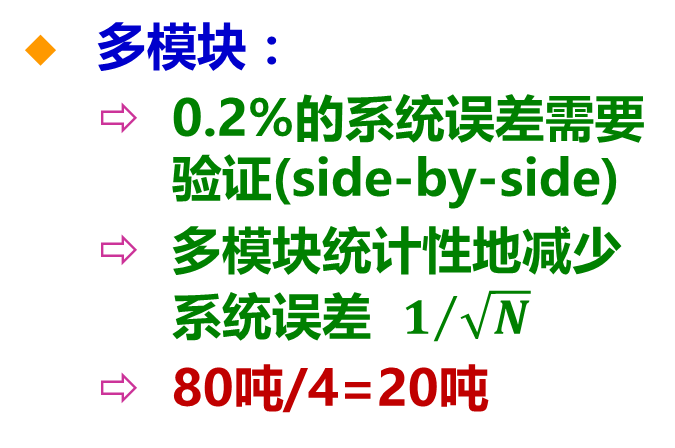 多模块：
0.2%的系统误差需要
验证(side-by-side)
多模块统计性地减少
系统误差 1/√N
80吨/4=20吨